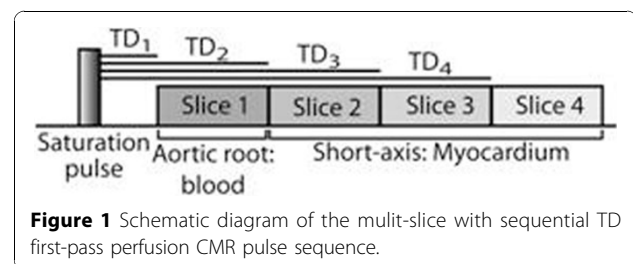 TD1 TD2 TD3 TD4
Slice 1 Slice 2 Slice 3 Slice 4
Saturation pulse
Aortic root: blood
Short-axis: Myocardium
Figure 1 Schematic diagram of the mulit-slice with sequential TD
first-pass perfusion CMR pulse sequence.